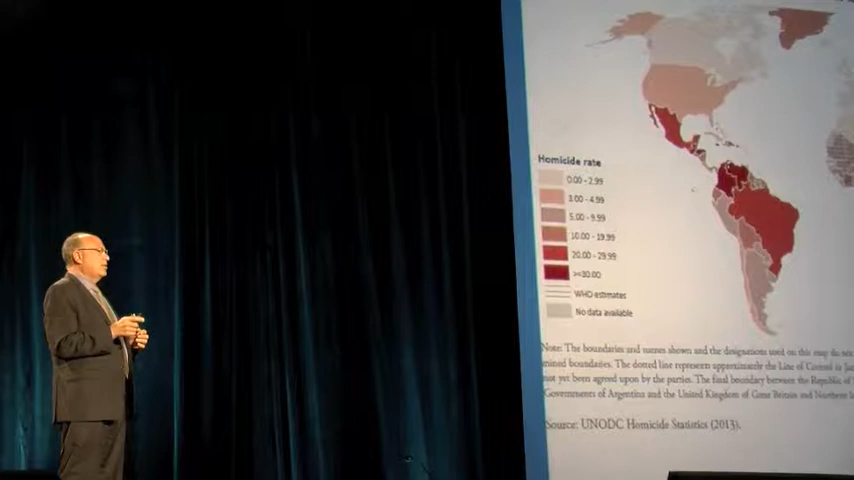 Homicide rate
0.00 - 2.99
3.00 - 4.99
5.00 - 9.99
10.00 - 19.99
20.00 - 29.99
>=30.00
WHO estimates
No data available
Note: The boundaries and names shown and the designations used on this map do
mined boundaries. The dotted line represents approximately the Line of Control in
not yet been agreed upon by the parties. The final boundary between the Republic of
Governments of Argentina and the United Kingdom of Great Britain and Northern
Source: UNODC Homicide Statistics (2013).